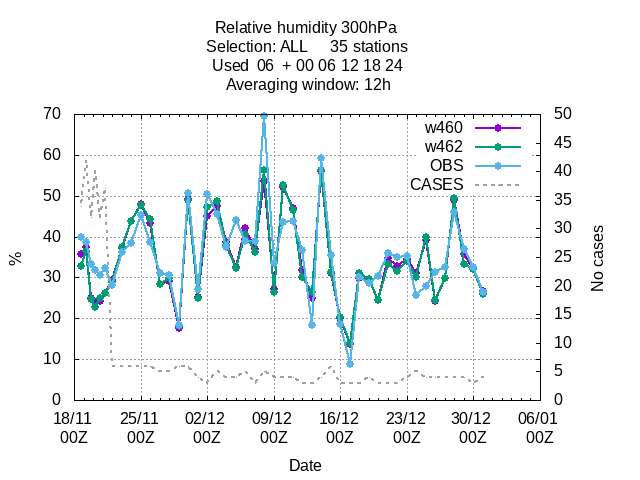 Relative humidity 300hPa
Selection: ALL     35 stations
Used  06  + 00 06 12 18 24
Averaging window: 12h
70
60
50
40
30
20
10
0
%
50
45
40
35
30
25
20
15
10
5
0
No cases
w460
w462
OBS
CASES
18/11 25/11 02/12 09/12 16/12 23/12 30/12 06/01
00Z 00Z 00Z 00Z 00Z 00Z 00Z 00Z
Date